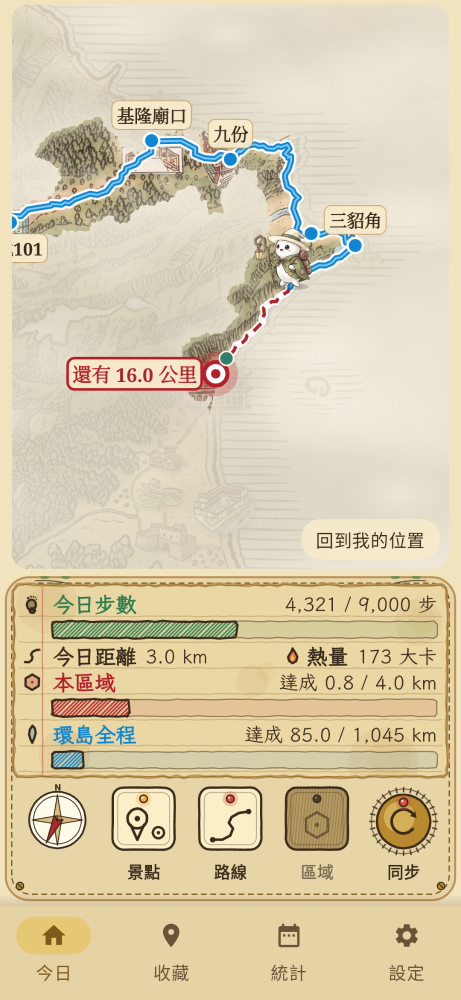 基隆廟口
九份
三貂角
101
還有 16.0 公里
回到我的位置
今日步數 4,321 / 9,000 步
今日距離 3.0 km 熱量 173 大卡
本區域 達成 0.8 / 4.0 km
環島全程 達成 85.0 / 1,045 km
N
景點 路線 區域 同步
今日 收藏 統計 設定